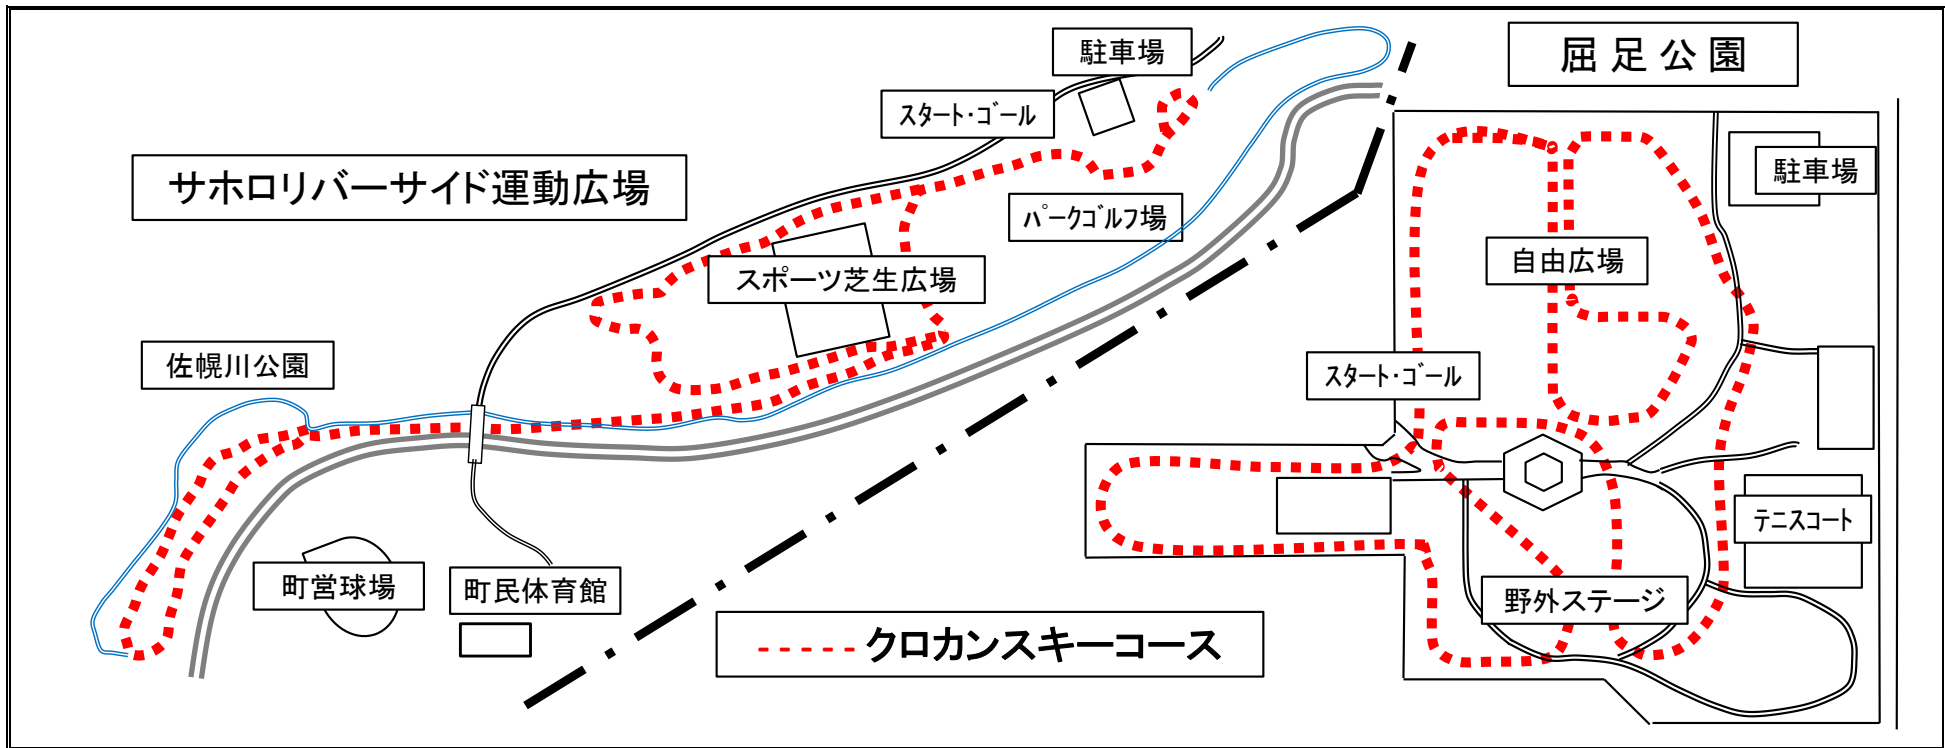 サホロリバーサイド運動広場
駐車場
スタート・ゴール
パークゴルフ場
スポーツ芝生広場
佐幌川公園
町営球場
町民体育館
クロカンスキーコース
屈足公園
駐車場
自由広場
スタート・ゴール
テニスコート
野外ステージ